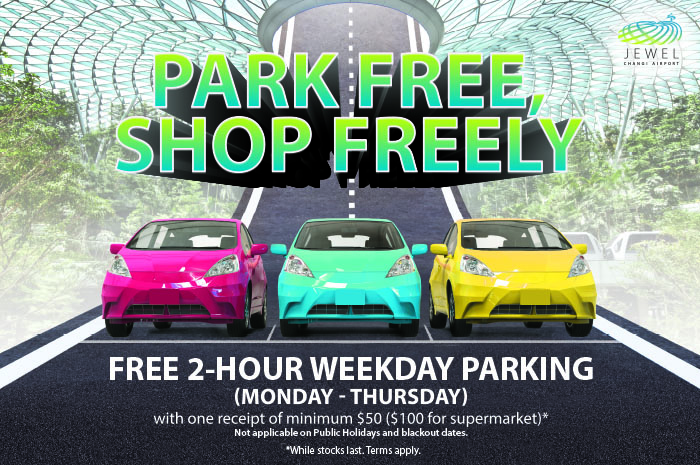 JEWEL
CHANGI AIRPORT
PARK FREE,
SHOP FREELY
FREE 2-HOUR WEEKDAY PARKING
(MONDAY - THURSDAY)
with one receipt of minimum $50 ($100 for supermarket)*
Not applicable on Public Holidays and blackout dates.
*While stocks last. Terms apply.